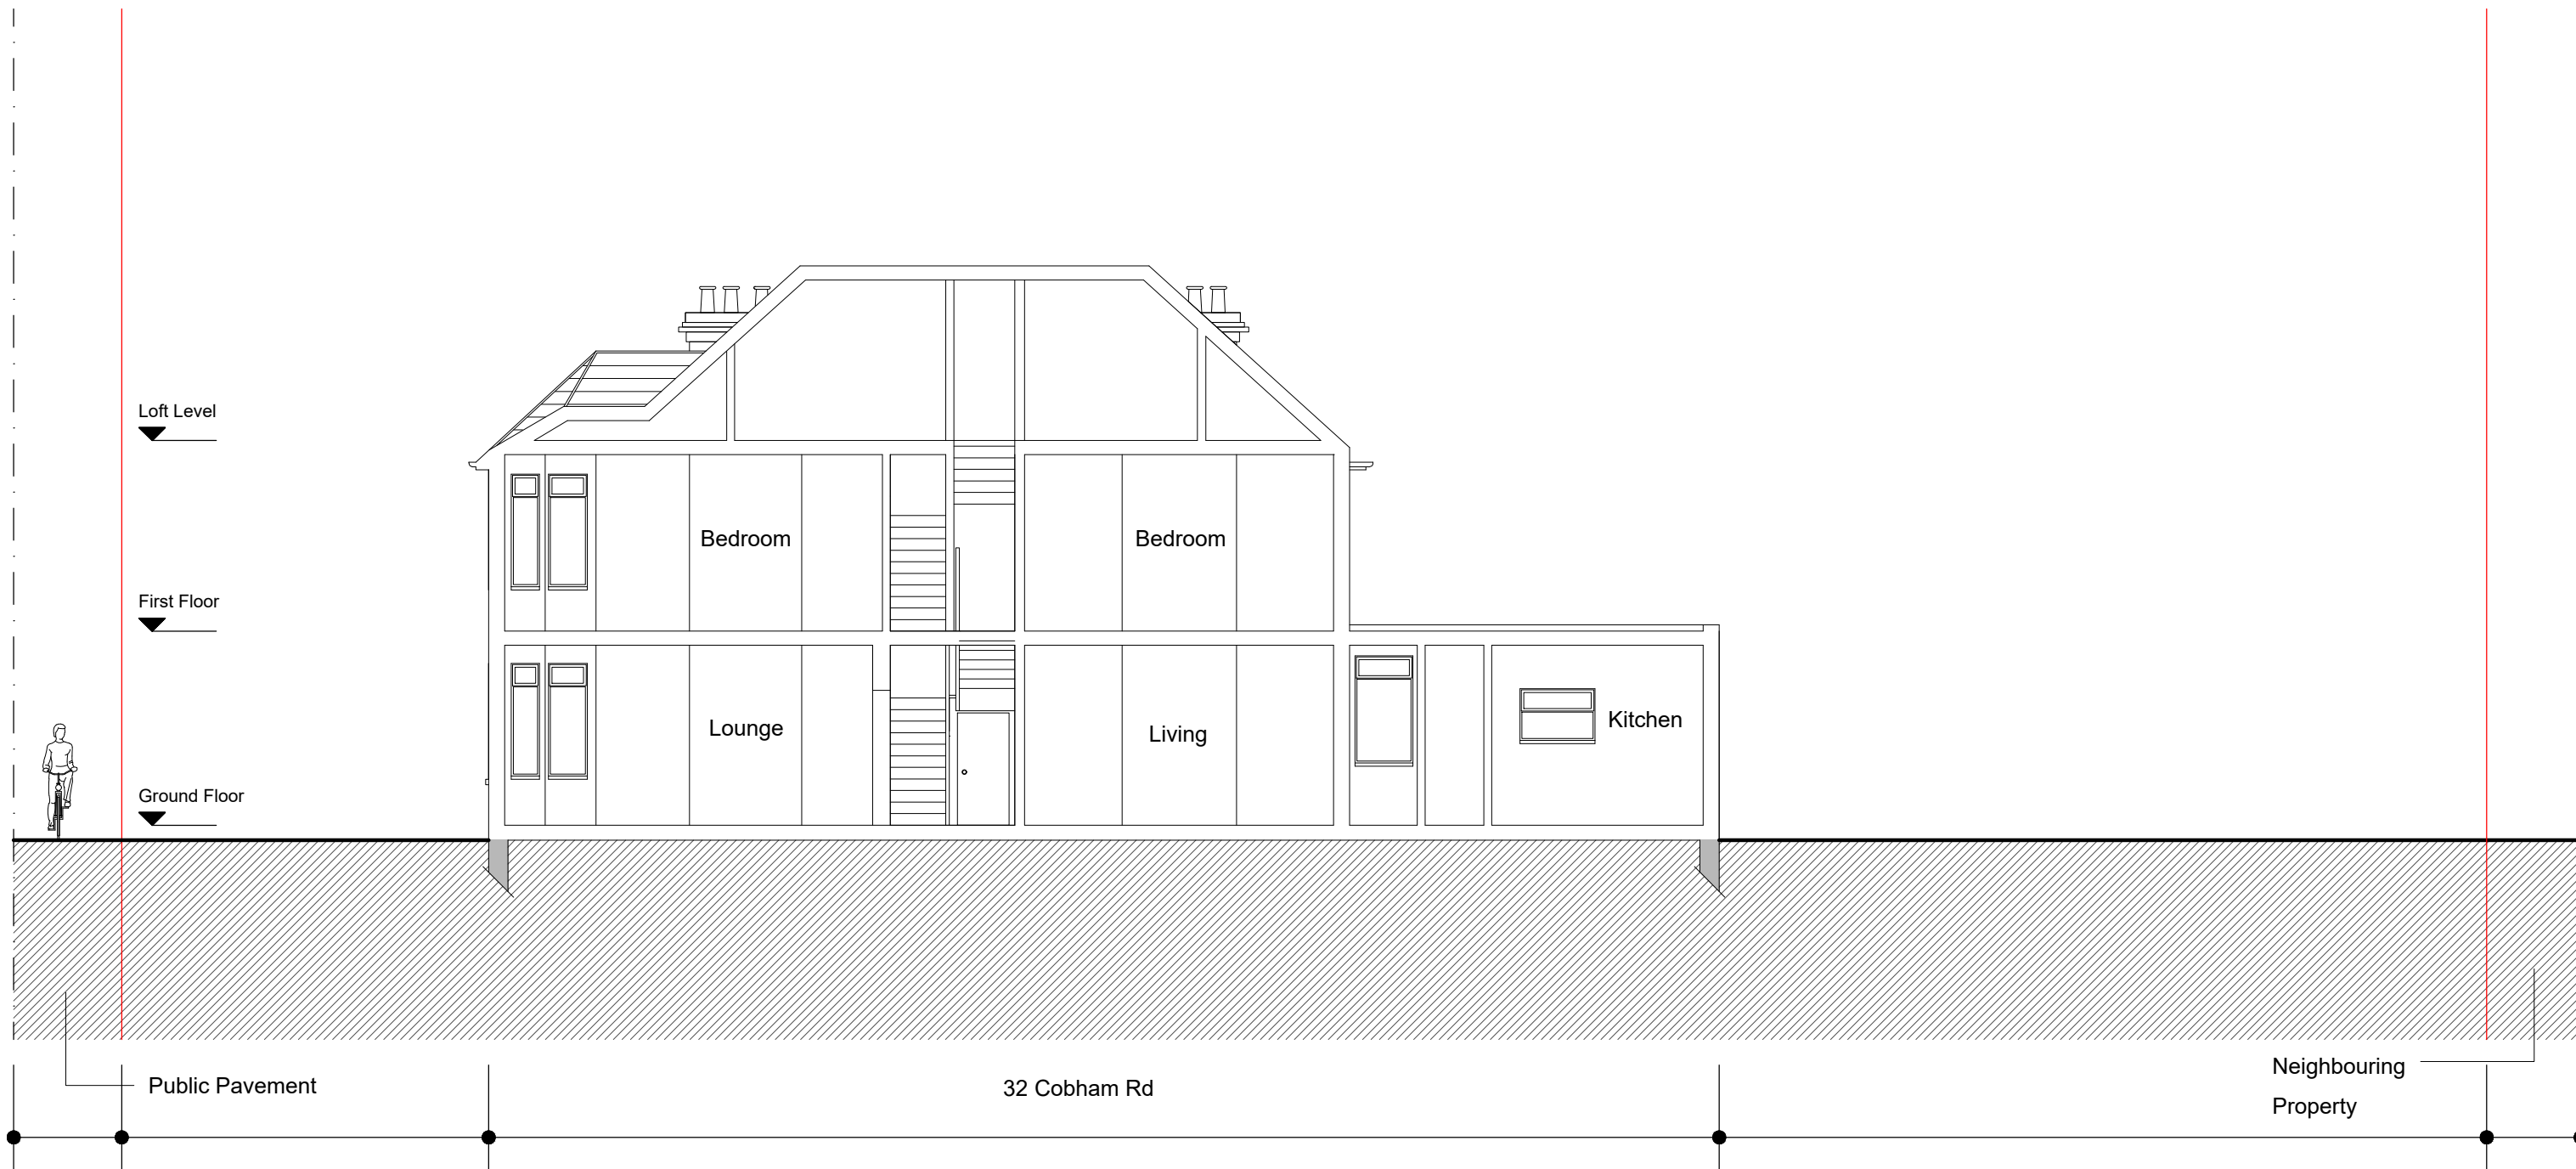 Loft Level
Bedroom
Bedroom
First Floor
Lounge
Living
Kitchen
Ground Floor
Public Pavement
32 Cobham Rd
Neighbouring
Property